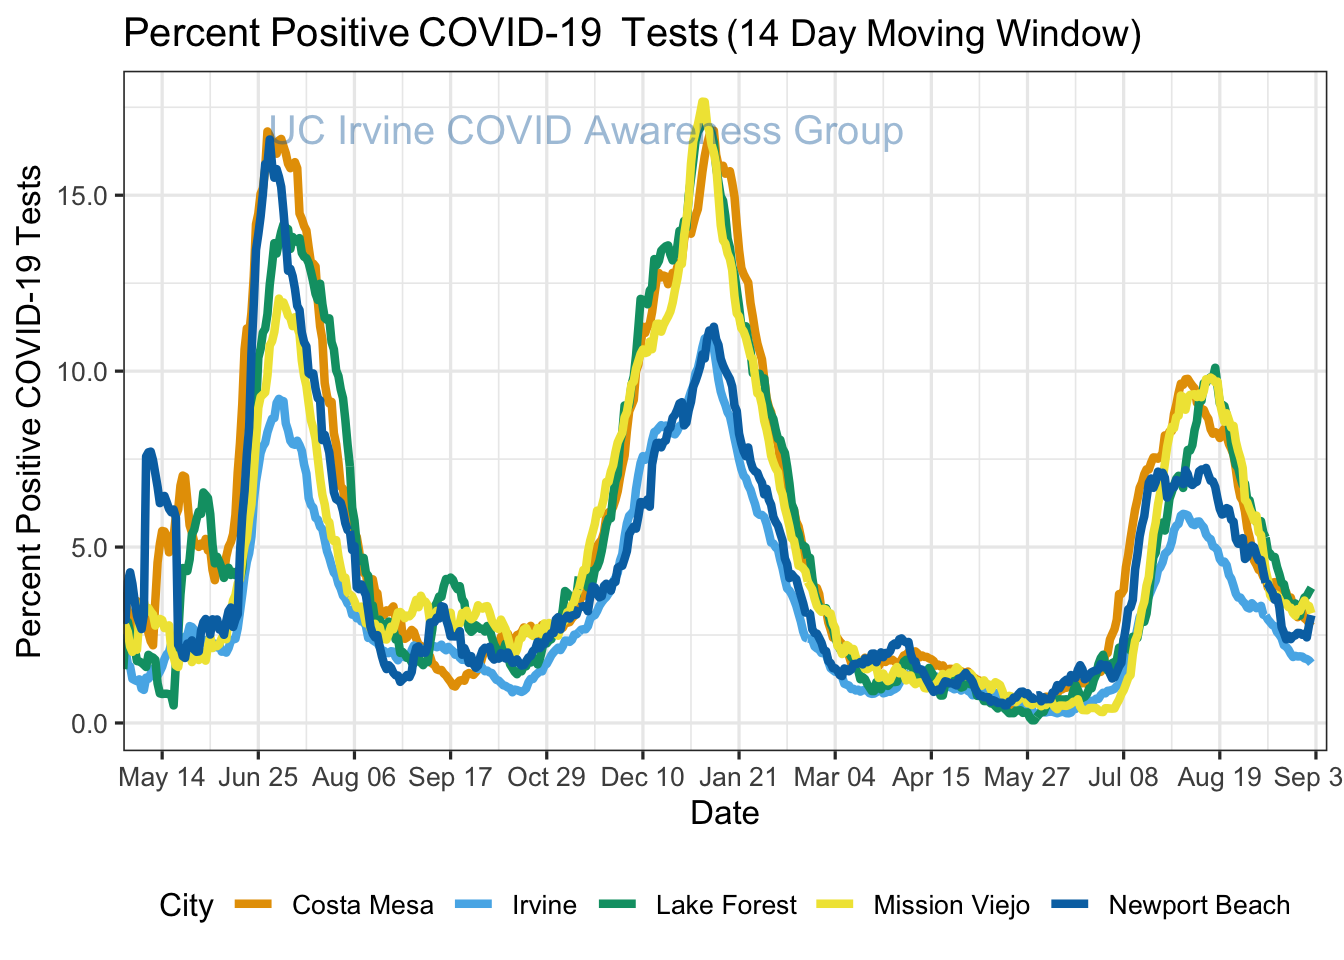 Percent Positive COVID-19 Tests (14 Day Moving Window)
UC Irvine COVID Awareness Group
Percent Positive COVID-19 Tests
15.0
10.0
5.0
0.0
May 14 Jun 25 Aug 06 Sep 17 Oct 29 Dec 10 Jan 21 Mar 04 Apr 15 May 27 Jul 08 Aug 19 Sep 3
Date
City Costa Mesa Irvine Lake Forest Mission Viejo Newport Beach